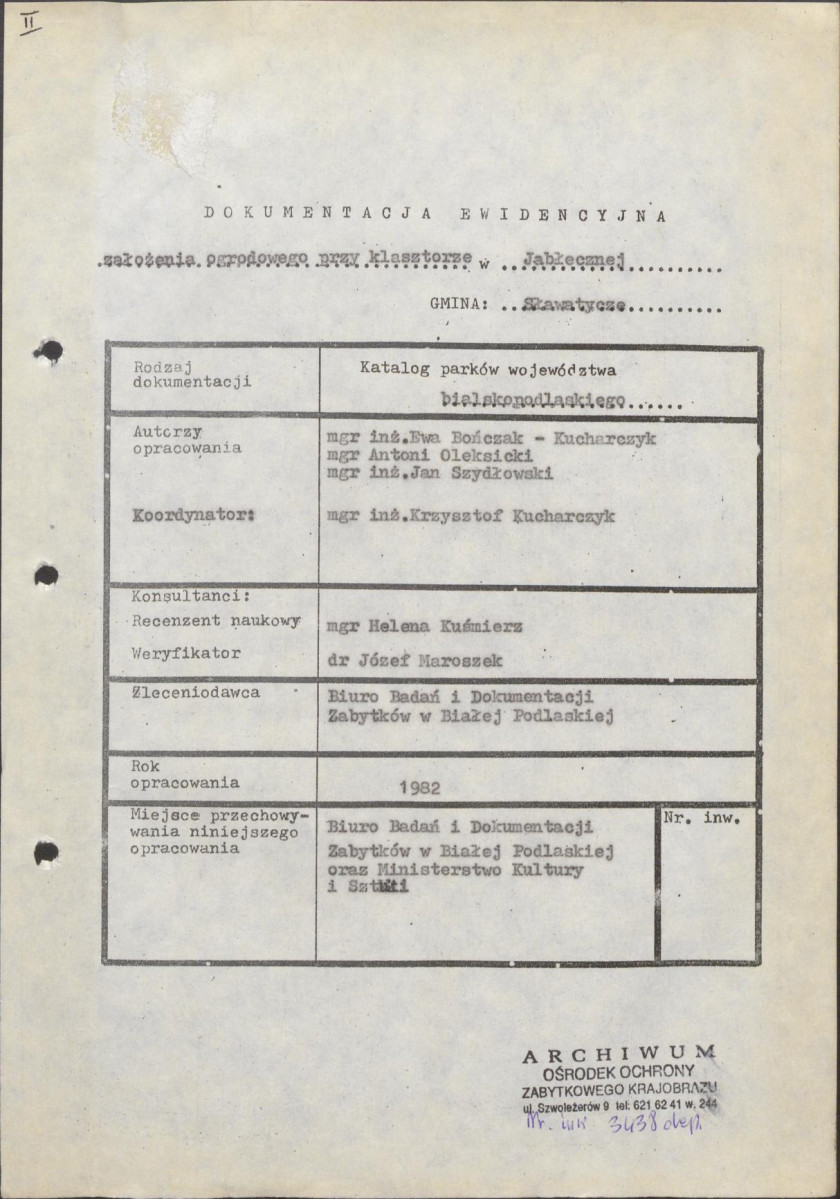 II
DOKUMENTACJA EWIDENCYJNA
założenia ogrodowego przy klasztorze w Jabłecznej
GMINA: Sławatycze
Rodzaj
dokumentacji
Katalog parków województwa
bialskopodlaskiego
Autorzy
opracowania
mgr inż.Ewa Bończak - Kucharczyk
mgr Antoni Oleksicki
mgr inż.Jan Szydłowski
Koordynator:
mgr inż.Krzysztof Kucharczyk
Konsultanci:
Recenzent naukowy
mgr Helena Kuśmierz
Weryfikator
dr Józef Maroszek
Zleceniodawca
Biuro Badań i Dokumentacji
Zabytków w Białej Podlaskiej
Rok
opracowania
1982
Miejsce przechowy-
wania niniejszego
opracowania
Biuro Badań i Dokumentacji
Zabytków w Białej Podlaskiej
oraz Ministerstwo Kultury
i Sztuki
Nr. inw.
ARCHIWUM
OŚRODEK OCHRONY
ZABYTKOWEGO KRAJOBRAZU
ul. Szwoleżerów 9 tel: 621 62 41 w. 244
Nr. inw 3438 dep.